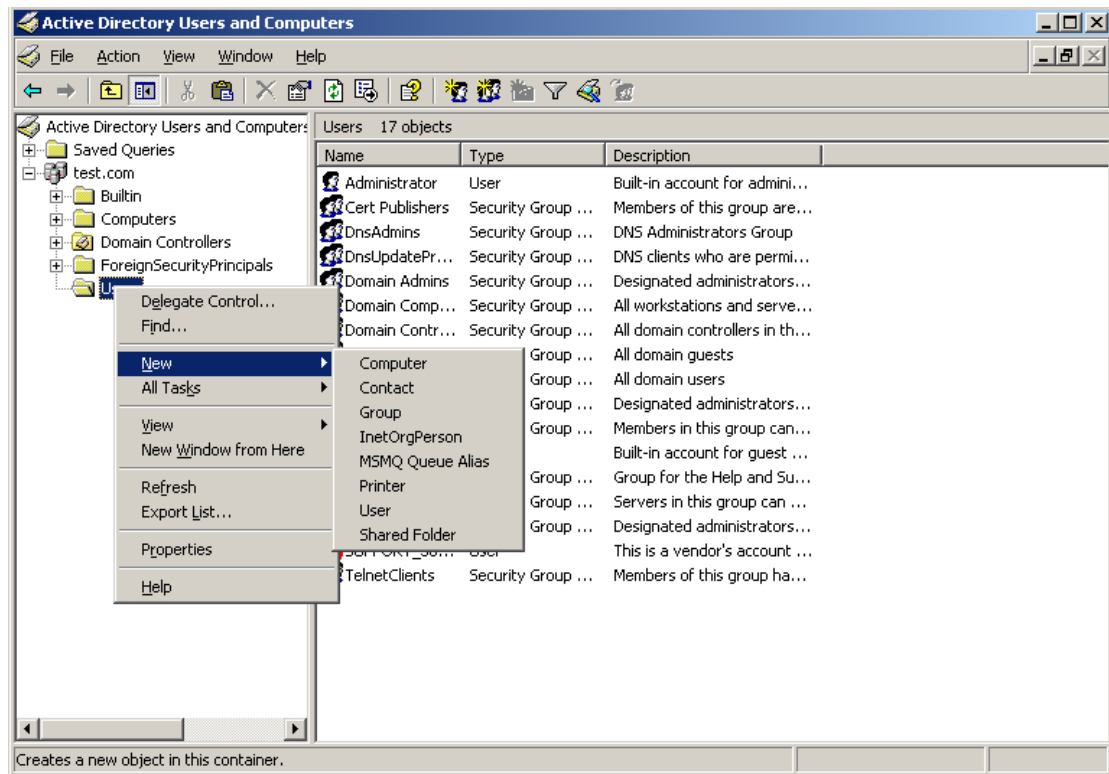 Active Directory Users and Computers
File Action View Window Help
Active Directory Users and Computers
Saved Queries
test.com
Builtin
Computers
Domain Controllers
ForeignSecurityPrincipals
Delegate Control...
Find...
New
All Tasks
View
New Window from Here
Refresh
Export List...
Properties
Help
Computer
Contact
Group
InetOrgPerson
MSMQ Queue Alias
Printer
User
Shared Folder
Users 17 objects
Name Type Description
Administrator User Built-in account for admini...
Cert Publishers Security Group ... Members of this group are...
DnsAdmins Security Group ... DNS Administrators Group
DnsUpdatePr... Security Group ... DNS clients who are permi...
Domain Admins Security Group ... Designated administrators...
Domain Comp... Security Group ... All workstations and serve...
Domain Contr... Security Group ... All domain controllers in th...
Group ... All domain guests
Group ... All domain users
Group ... Designated administrators...
Group ... Members in this group can...
Built-in account for guest ...
Group ... Group for the Help and Su...
Group ... Servers in this group can ...
Group ... Designated administrators...
This is a vendor's account ...
TelnetClients Security Group ... Members of this group ha...
Creates a new object in this container.